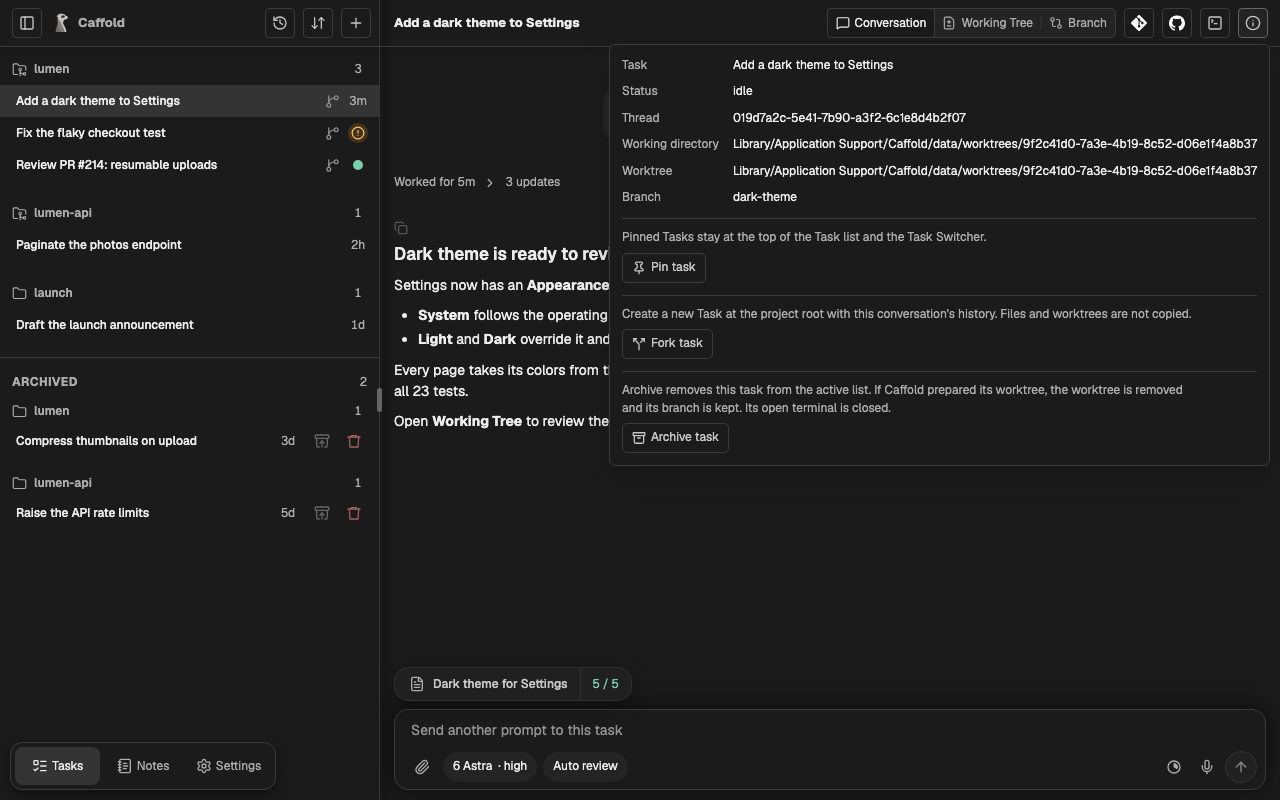 Caffold
lumen 3
Add a dark theme to Settings 3m
Fix the flaky checkout test
Review PR #214: resumable uploads
lumen-api 1
Paginate the photos endpoint 2h
launch 1
Draft the launch announcement 1d
ARCHIVED 2
lumen 1
Compress thumbnails on upload 3d
lumen-api 1
Raise the API rate limits 5d
Tasks Notes Settings
Add a dark theme to Settings
Conversation Working Tree Branch
Task Add a dark theme to Settings
Status idle
Thread 019d7a2c-5e41-7b90-a3f2-6c1e8d4b2f07
Working directory Library/Application Support/Caffold/data/worktrees/9f2c41d0-7a3e-4b19-8c52-d06e1f4a8b37
Worktree Library/Application Support/Caffold/data/worktrees/9f2c41d0-7a3e-4b19-8c52-d06e1f4a8b37
Branch dark-theme
Pinned Tasks stay at the top of the Task list and the Task Switcher.
Pin task
Create a new Task at the project root with this conversation's history. Files and worktrees are not copied.
Fork task
Archive removes this task from the active list. If Caffold prepared its worktree, the worktree is removed
and its branch is kept. Its open terminal is closed.
Archive task
Worked for 5m 3 updates
Dark theme is ready to rev
Settings now has an Appearance
• System follows the operating
• Light and Dark override it and
Every page takes its colors from t
all 23 tests.
Open Working Tree to review the
Dark theme for Settings 5 / 5
Send another prompt to this task
6 Astra · high Auto review